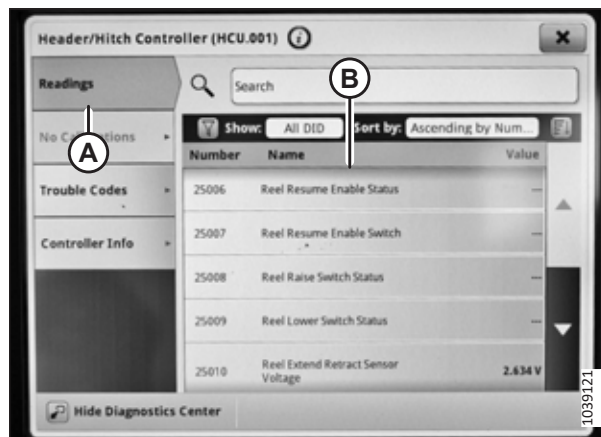 Header/Hitch Controller (HCU.001) i
×
Readings
Search
B
A
No Calibrations
Show: All DID Sort by: Ascending by Num...
Number Name Value
Trouble Codes
25006 Reel Resume Enable Status ---
Controller Info
25007 Reel Resume Enable Switch ---
25008 Reel Raise Switch Status ---
25009 Reel Lower Switch Status ---
25010 Reel Extend Retract Sensor
Voltage 2.634 V
Hide Diagnostics Center
1039121